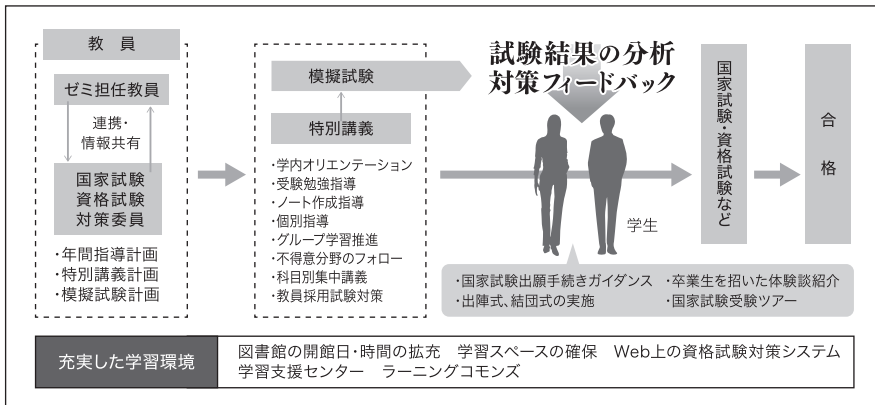 教員
ゼミ担任教員
連携・
情報共有
国家試験
資格試験
対策委員
・年間指導計画
・特別講義計画
・模擬試験計画
模擬試験
特別講義
・学内オリエンテーション
・受験勉強指導
・ノート作成指導
・個別指導
・グループ学習推進
・不得意分野のフォロー
・科目別集中講義
・教員採用試験対策
試験結果の分析
対策フィードバック
学生
・国家試験出願手続きガイダンス
・出陣式、結団式の実施
・卒業生を招いた体験談紹介
・国家試験受験ツアー
国家試験・資格試験など
合格
充実した学習環境
図書館の開館日・時間の拡充 学習スペースの確保 Web上の資格試験対策システム
学習支援センター ラーニングコモンズ